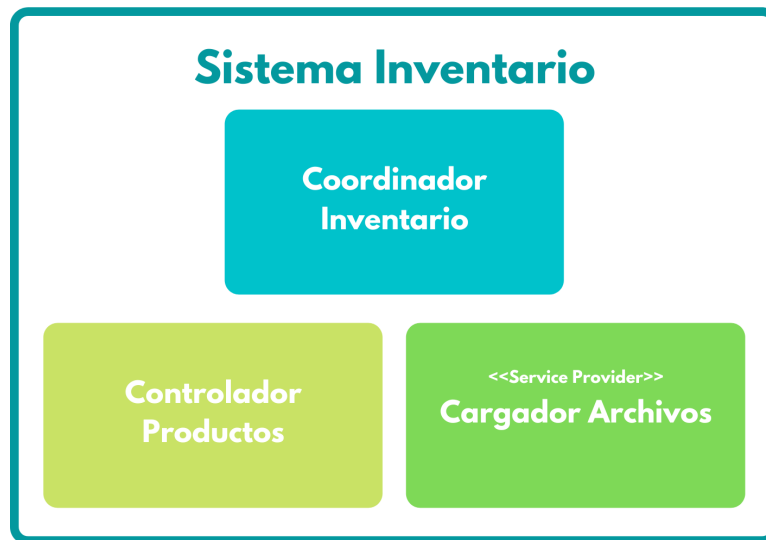 Sistema Inventario
Coordinador
Inventario
Controlador
Productos
<<Service Provider>>
Cargador Archivos